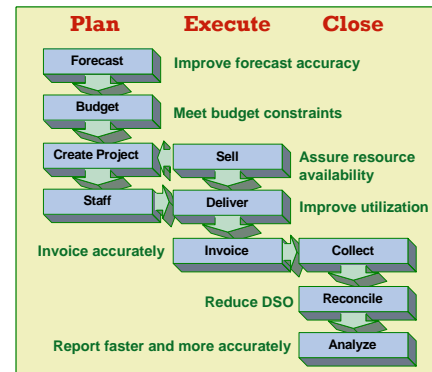 Plan Execute Close
Forecast Improve forecast accuracy
Budget Meet budget constraints
Create Project Sell Assure resource
availability
Staff Deliver Improve utilization
Invoice accurately Invoice Collect
Reduce DSO Reconcile
Report faster and more accurately Analyze